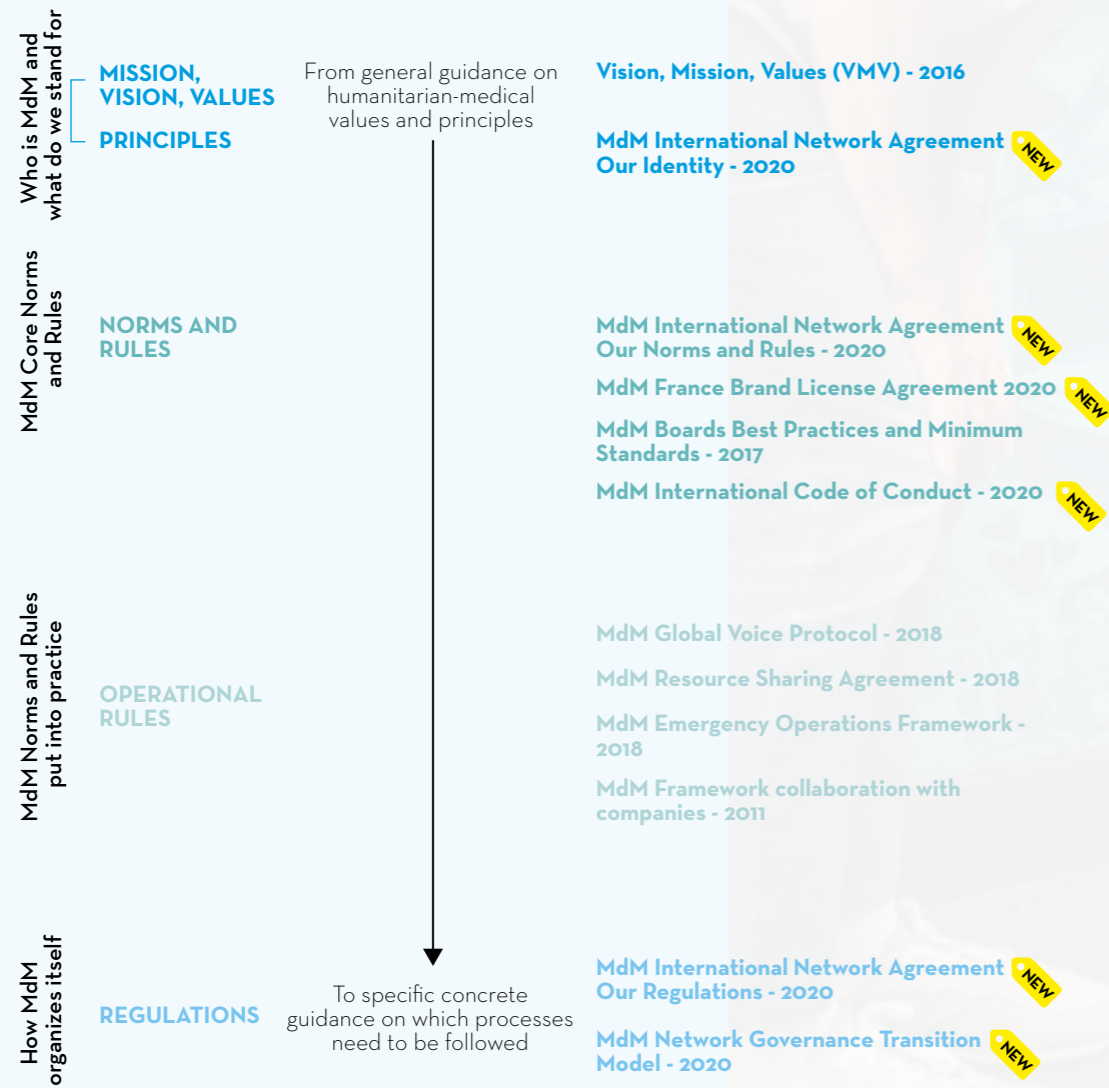 Who is MdM and
what do we stand for
MISSION,
VISION, VALUES
PRINCIPLES
From general guidance on
humanitarian-medical
values and principles
Vision, Mission, Values (VMV) - 2016
MdM International Network Agreement
Our Identity - 2020
NEW
MdM Core Norms
and Rules
NORMS AND
RULES
MdM International Network Agreement
Our Norms and Rules - 2020
NEW
MdM France Brand License Agreement 2020
NEW
MdM Boards Best Practices and Minimum
Standards - 2017
MdM International Code of Conduct - 2020
NEW
MdM Norms and Rules
put into practice
OPERATIONAL
RULES
MdM Global Voice Protocol - 2018
MdM Resource Sharing Agreement - 2018
MdM Emergency Operations Framework -
2018
MdM Framework collaboration with
companies - 2011
How MdM
organizes itself
REGULATIONS
To specific concrete
guidance on which processes
need to be followed
MdM International Network Agreement
Our Regulations - 2020
NEW
MdM Network Governance Transition
Model - 2020
NEW